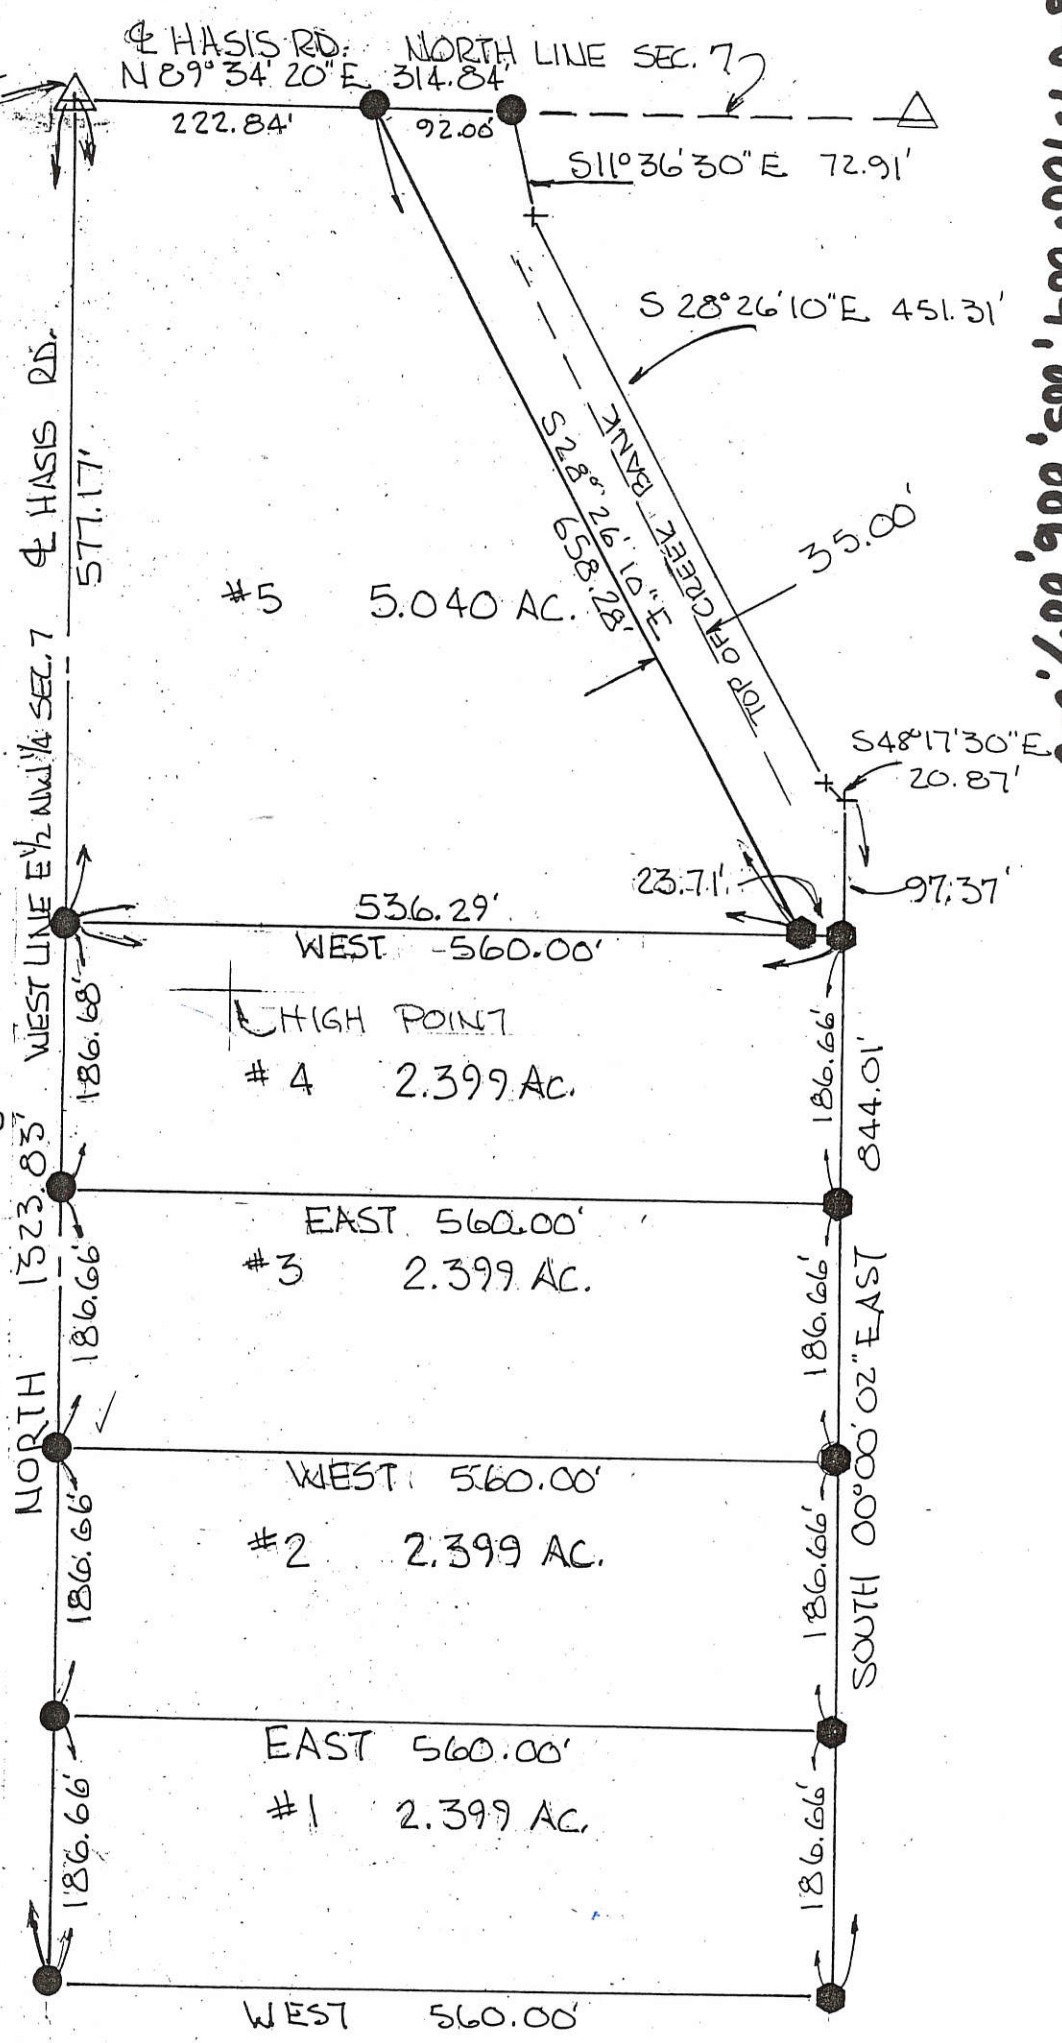 ℄ HASIS RD. NORTH LINE SEC. 7
N 89° 34' 20" E 314.84'
222.84' 92.00'
S11° 36' 30" E 72.91'
S 28° 26' 10" E 451.31'
℄ HASIS RD.
577.17'
TOP OF CREEK BANK
S 28° 26' 10" E
658.28'
35.00'
#5 5.040 AC.
WEST LINE E 1/2 NW 1/4 SEC. 7
S48° 17' 30" E
20.87'
23.71'
97.37'
536.29'
WEST - 560.00'
186.68'
186.66'
HIGH POINT
#4 2.399 AC.
844.01'
NORTH 1323.83'
EAST 560.00'
186.66'
186.66'
#3 2.399 AC.
SOUTH 00° 00' 02" EAST
WEST 560.00'
186.66'
186.66'
#2 2.399 AC.
EAST 560.00'
186.66'
186.66'
#1 2.399 AC.
WEST 560.00'